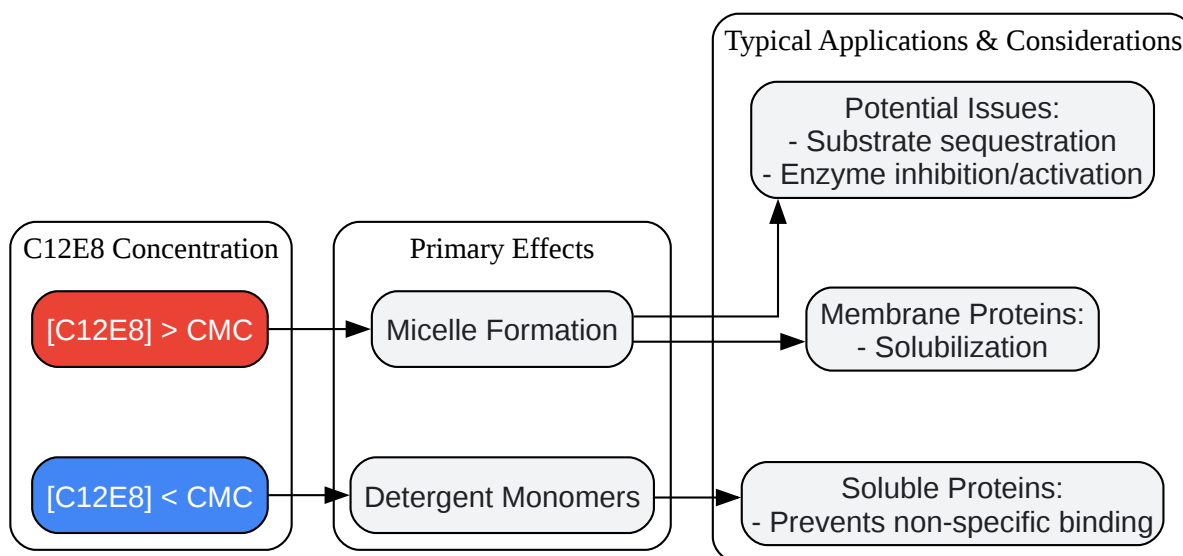 Typical Applications & Considerations
Potential Issues:
- Substrate sequestration
- Enzyme inhibition/activation
C12E8 Concentration
Primary Effects
[C12E8] > CMC
Micelle Formation
Membrane Proteins:
- Solubilization
[C12E8] < CMC
Detergent Monomers
Soluble Proteins:
- Prevents non-specific binding